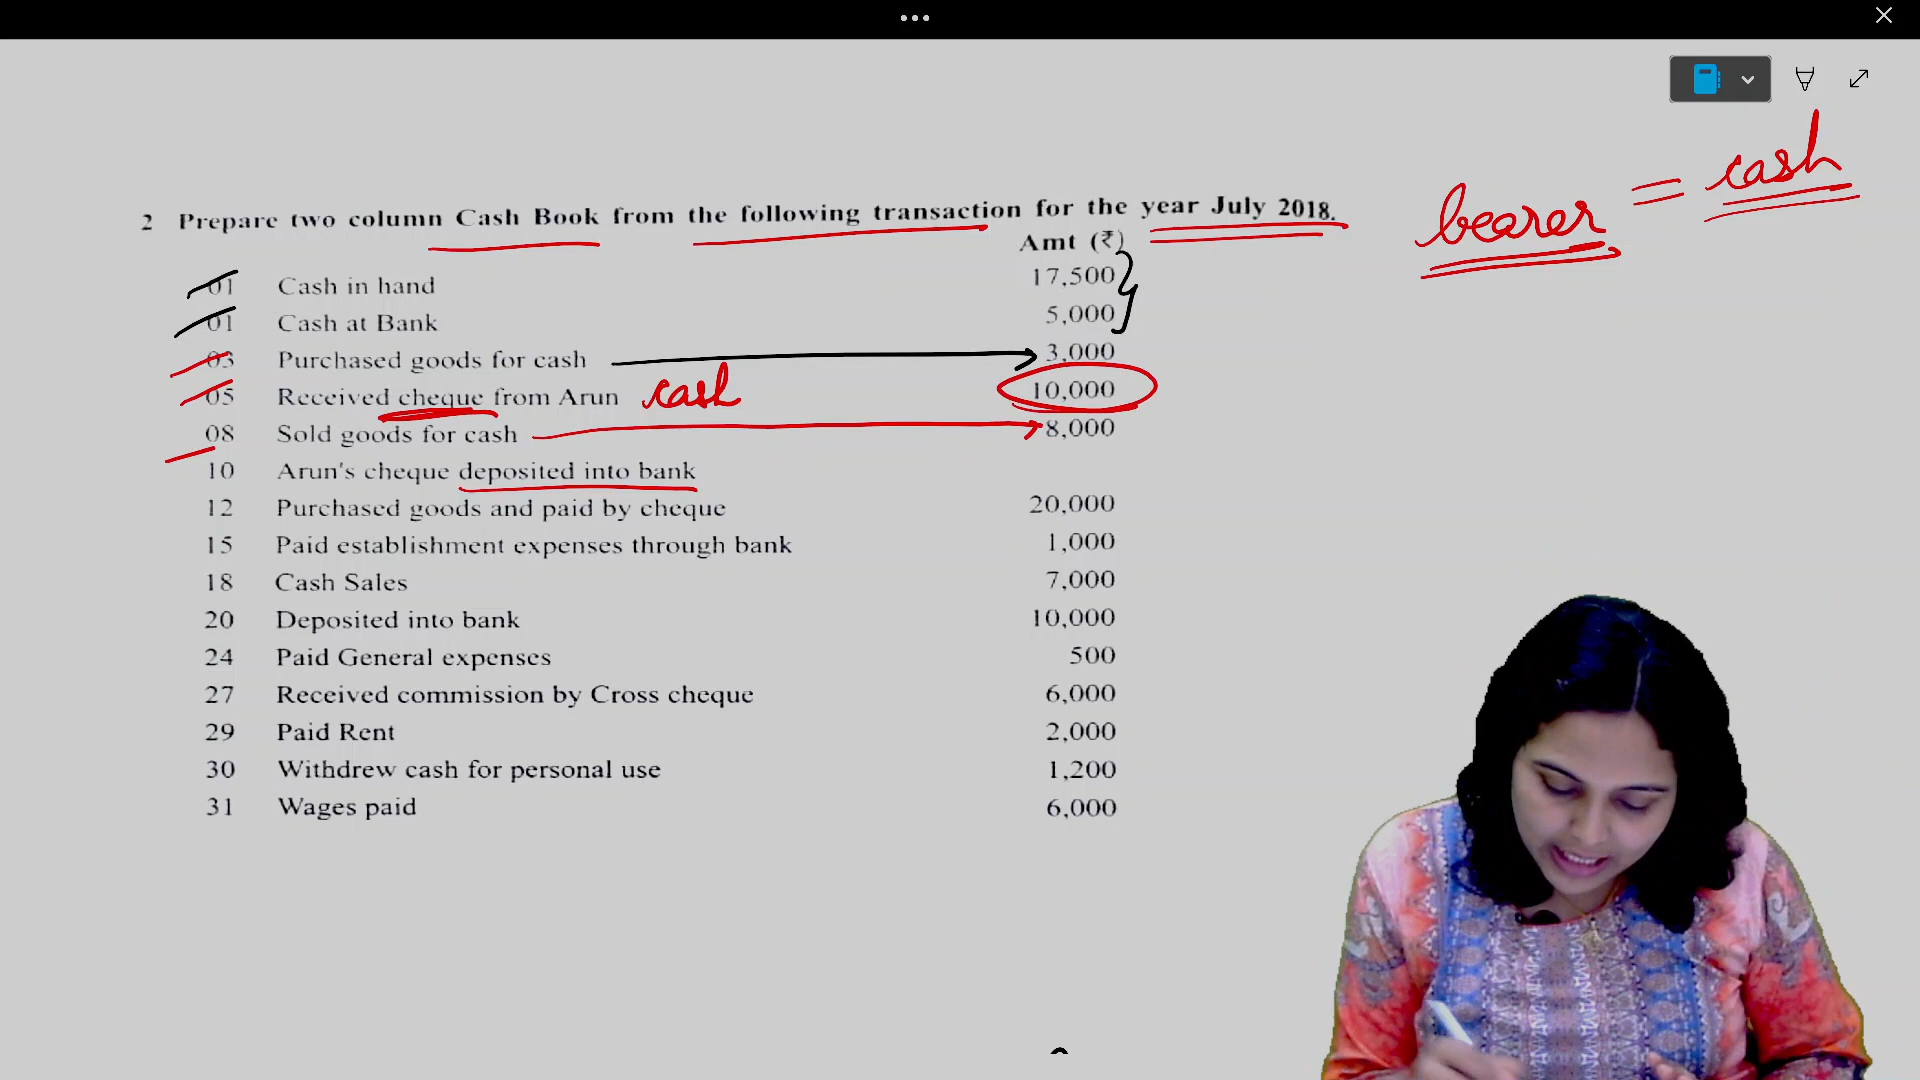 bearer = cash
2 Prepare two column Cash Book from the following transaction for the year July 2018.
Amt (₹)
01 Cash in hand 17,500
01 Cash at Bank 5,000
03 Purchased goods for cash 3,000
05 Received cheque from Arun cash 10,000
08 Sold goods for cash 8,000
10 Arun's cheque deposited into bank
12 Purchased goods and paid by cheque 20,000
15 Paid establishment expenses through bank 1,000
18 Cash Sales 7,000
20 Deposited into bank 10,000
24 Paid General expenses 500
27 Received commission by Cross cheque 6,000
29 Paid Rent 2,000
30 Withdrew cash for personal use 1,200
31 Wages paid 6,000